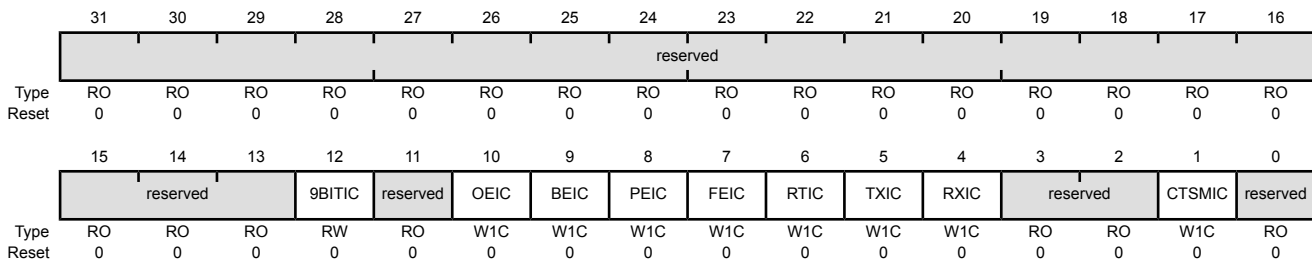 31 30 29 28 27 26 25 24 23 22 21 20 19 18 17 16
reserved
Type RO RO RO RO RO RO RO RO RO RO RO RO RO RO RO RO
Reset 0 0 0 0 0 0 0 0 0 0 0 0 0 0 0 0
15 14 13 12 11 10 9 8 7 6 5 4 3 2 1 0
reserved 9BITIC reserved OEIC BEIC PEIC FEIC RTIC TXIC RXIC reserved CTSMIC reserved
Type RO RO RO RW RO W1C W1C W1C W1C W1C W1C W1C RO RO W1C RO
Reset 0 0 0 0 0 0 0 0 0 0 0 0 0 0 0 0